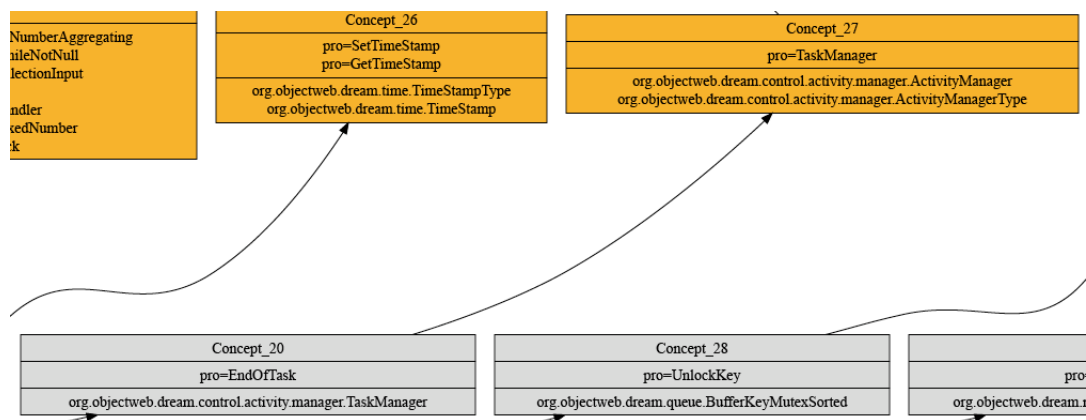 NumberAggregating
hileNotNull
llectionInput
andler
xedNumber
ck
Concept_26
pro=SetTimeStamp
pro=GetTimeStamp
org.objectweb.dream.time.TimeStampType
org.objectweb.dream.time.TimeStamp
Concept_27
pro=TaskManager
org.objectweb.dream.control.activity.manager.ActivityManager
org.objectweb.dream.control.activity.manager.ActivityManagerType
Concept_20
pro=EndOfTask
org.objectweb.dream.control.activity.manager.TaskManager
Concept_28
pro=UnlockKey
org.objectweb.dream.queue.BufferKeyMutexSorted
pro=
org.objectweb.dream.